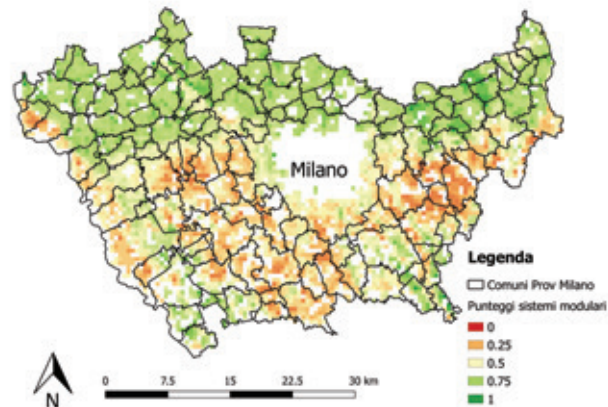 Milano
Legenda
Comuni Prov Milano
Punteggi sistemi modulari
0
0.25
0.5
0.75
1
N
0 7.5 15 22.5 30 km